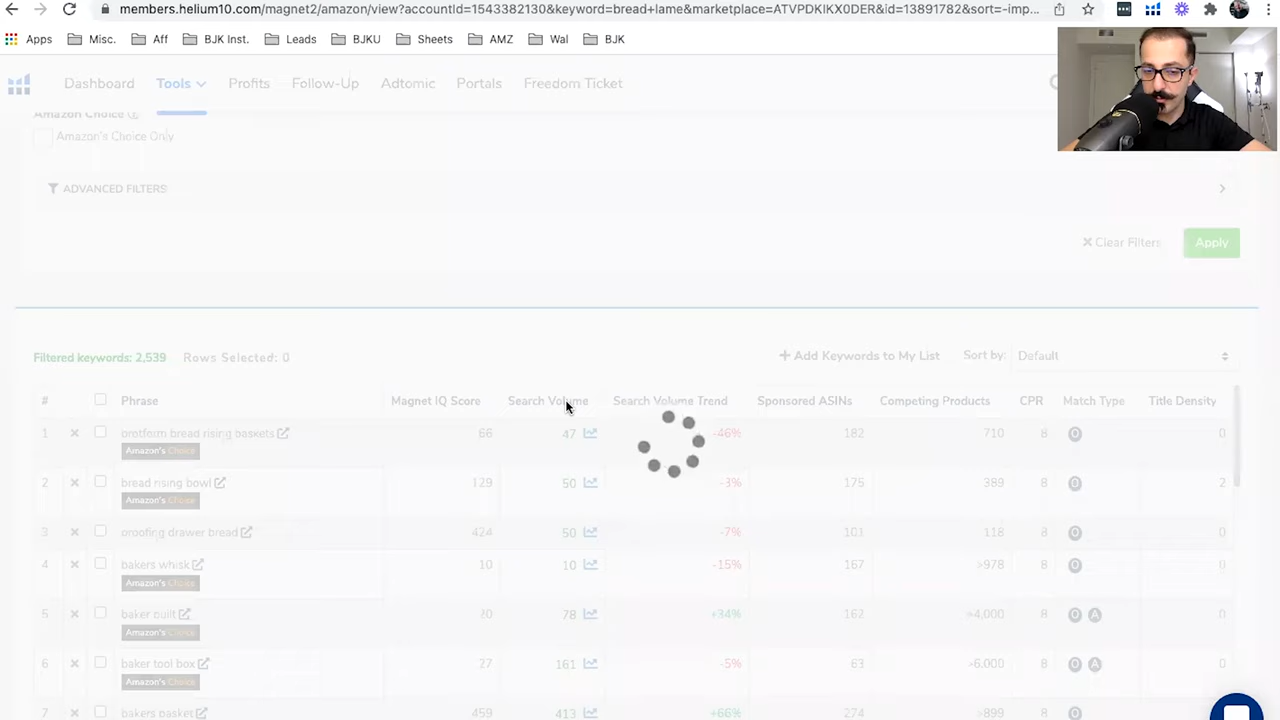 members.helium10.com/magnet2/amazon/view?accountId=1543382130&keyword=bread+lame&marketplace=ATVPDKIKX0DER&id=13891782&sort=-imp...
Apps Misc. Aff BJK Inst. Leads IJKU Sheets AMZ Wal BJK
Dashboard Tools Profits Follow-Up Adtomic Portals Freedom Ticket
Amazon Choice
Amazon's Choice Only
ADVANCED FILTERS
Clear Filters Apply
Filtered keywords: 2,539 Rows Selected: 0 + Add Keywords to My List Sort by: Default
# Phrase Magnet IQ Score Search Volume Search Volume Trend Sponsored ASINs Competing Products CPR Match Type Title Density
1 bread rising baskets 66 47 -46% 182 710 8 O 0
Amazon's Choice
2 bread rising bowl 129 50 -3% 175 389 8 O 2
Amazon's Choice
3 proofing drawer bread 424 50 -7% 101 118 8 O 0
4 bakers whisk 10 10 -15% 167 >978 8 O 0
Amazon's Choice
5 baker built 20 78 +34% 162 >4,000 8 O A 0
Amazon's Choice
6 baker tool box 27 161 -5% 63 >6,000 8 O A 0
Amazon's Choice
7 bakers basket 459 413 +66% 274 >899 8 O 0